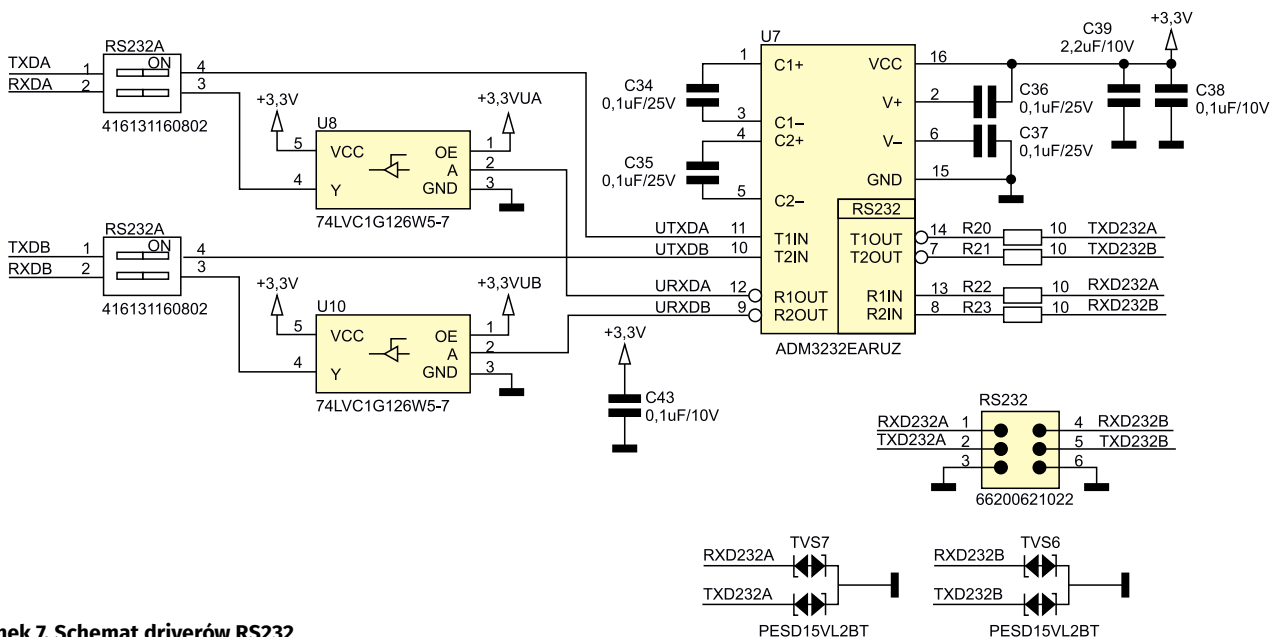 RS232A
TXDA 1 ON 4
RXDA 2 3
416131160802
+3,3V
+3,3VUA
U8
5 VCC OE 1
A 2
4 Y GND 3
74LVC1G126W5-7
RS232A
TXDB 1 ON 4
RXDB 2 3
416131160802
+3,3V
+3,3VUB
U10
5 VCC OE 1
A 2
4 Y GND 3
74LVC1G126W5-7
C34
0,1uF/25V
C35
0,1uF/25V
U7
1 C1+ VCC 16
V+ 2
3 C1–
4 C2+ V– 6
GND 15
5 C2–
RS232
UTXDA 11 T1IN T1OUT 14 R20 10 TXD232A
UTXDB 10 T2IN T2OUT 7 R21 10 TXD232B
URXDA 12 R1OUT R1IN 13 R22 10 RXD232A
URXDB 9 R2OUT R2IN 8 R23 10 RXD232B
ADM3232EARUZ
C36
0,1uF/25V
C37
0,1uF/25V
C39
2,2uF/10V
+3,3V
C38
0,1uF/10V
+3,3V
C43
0,1uF/10V
RS232
RXD232A 1 4 RXD232B
TXD232A 2 5 TXD232B
3 6
66200621022
TVS7
RXD232A
TXD232A
PESD15VL2BT
TVS6
RXD232B
TXD232B
PESD15VL2BT
nek 7. Schemat driverów RS232